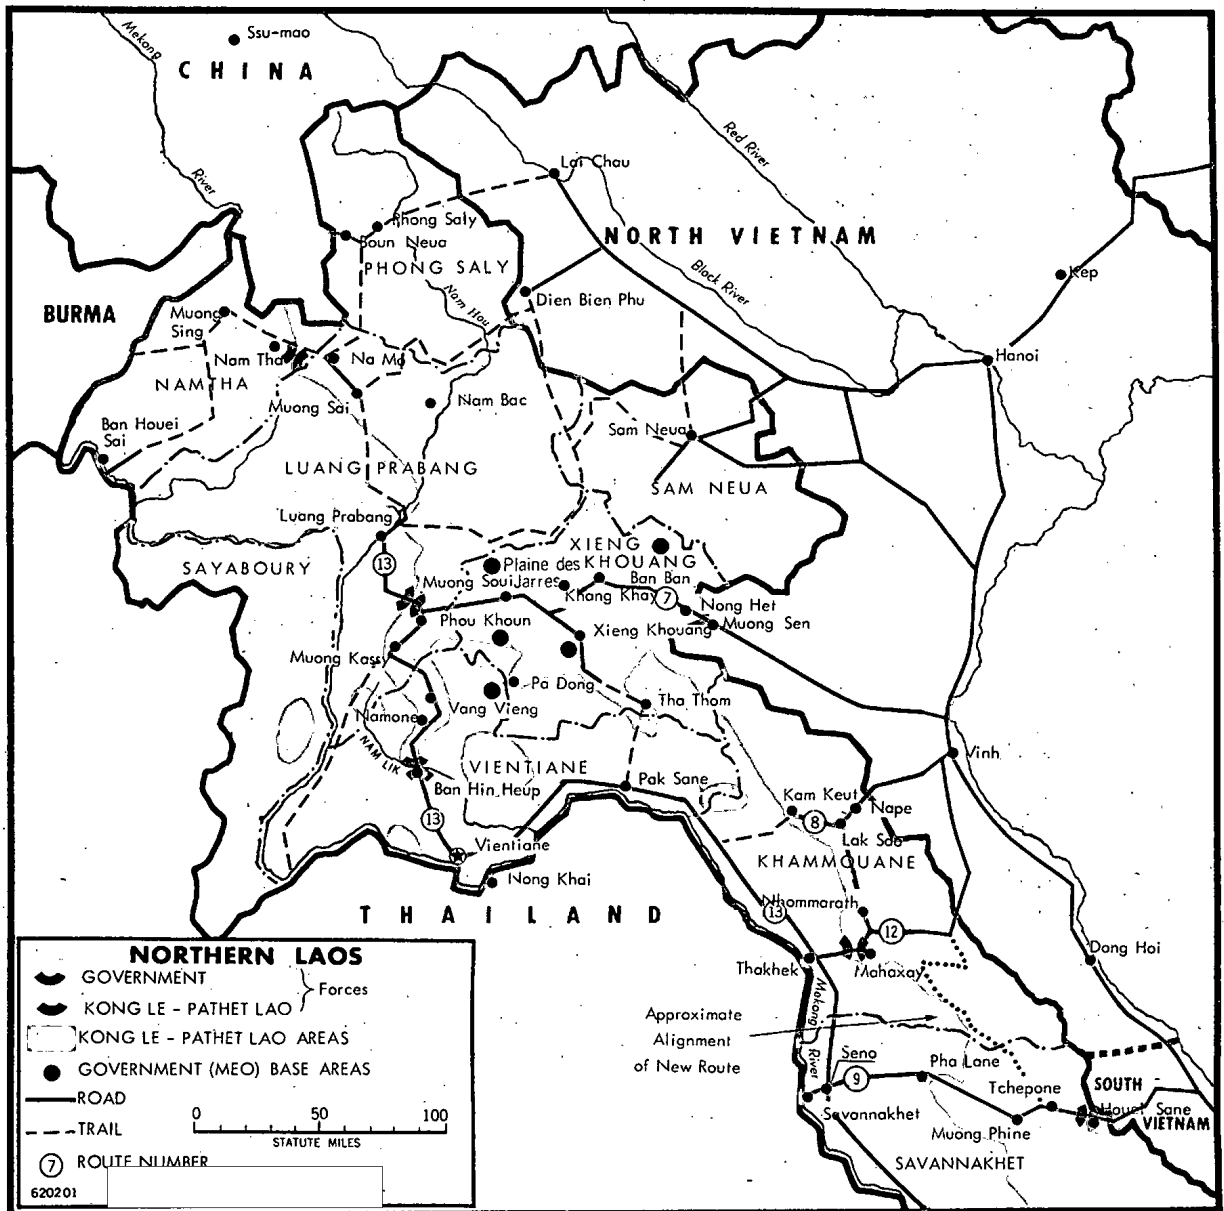 Mekong
Ssu-mao
CHINA
Red River
River
Lai Chau
Phong Saly
Boun Neua
NORTH VIETNAM
PHONG SALY
Black River
Kep
Nam Hou
Dien Bien Phu
BURMA
Muong
Sing
Nam Tha
Na Mo
Hanoi
NAM THA
Muong Sai
Nam Bac
Ban Houei
Sai
Sam Neua
LUANG PRABANG
SAM NEUA
Luang Prabang
XIENG
KHOUANG
13
Plaine des
Jarres
SAYABOURY
Muong Soui
Ban Ban
Khang Khay
7
Nong Het
Phou Khoun
Xieng Khouang
Muong Sen
Muong Kassy
Pa Dong
Tha Thom
Vang Vieng
Namone
NAM LIK
VIENTIANE
Vinh
Pak Sane
Ban Hin Heup
Kam Keut
Nape
13
8
Lak Sao
Vientiane
KHAMMOUANE
Nong Khai
THAILAND
Nhommarath
13
12
Dong Hoi
Thakhek
Mahaxay
Mekong
River
Approximate
Alignment
of New Route
Seno
Pha Lane
9
Tchepone
SOUTH
VIETNAM
Houei Sane
Savannakhet
Muong Phine
SAVANNAKHET
NORTHERN LAOS
GOVERNMENT
KONG LE - PATHET LAO
Forces
KONG LE - PATHET LAO AREAS
GOVERNMENT (MEO) BASE AREAS
ROAD
0 50 100
TRAIL
STATUTE MILES
7 ROUTE NUMBER
620201